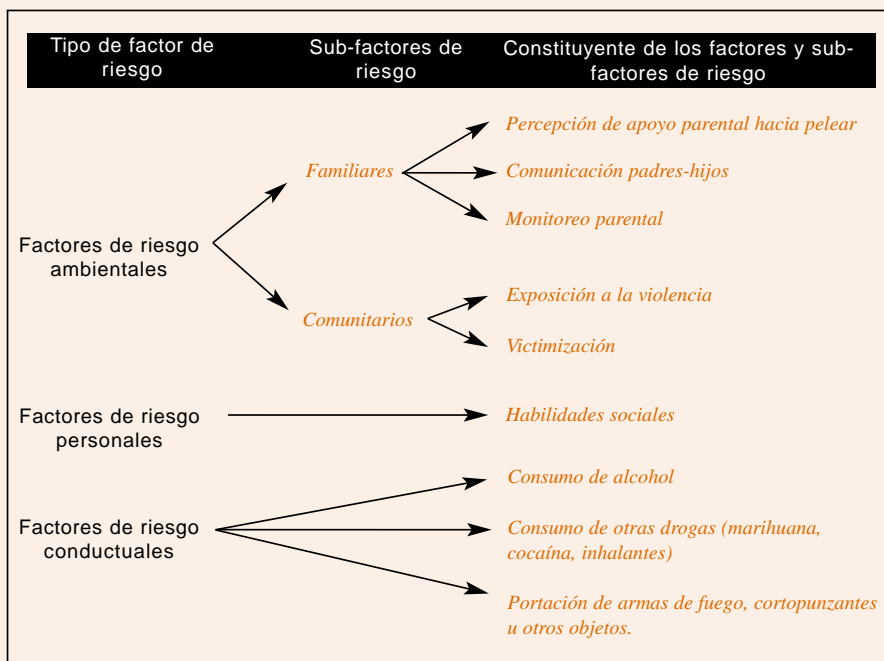 Tipo de factor de
riesgo
Sub-factores de
riesgo
Constituyente de los factores y sub-
factores de riesgo
Factores de riesgo
ambientales
Familiares
Percepción de apoyo parental hacia pelear
Comunicación padres-hijos
Monitoreo parental
Comunitarios
Exposición a la violencia
Victimización
Factores de riesgo
personales
Habilidades sociales
Factores de riesgo
conductuales
Consumo de alcohol
Consumo de otras drogas (marihuana,
cocaína, inhalantes)
Portación de armas de fuego, cortopunzantes
u otros objetos.